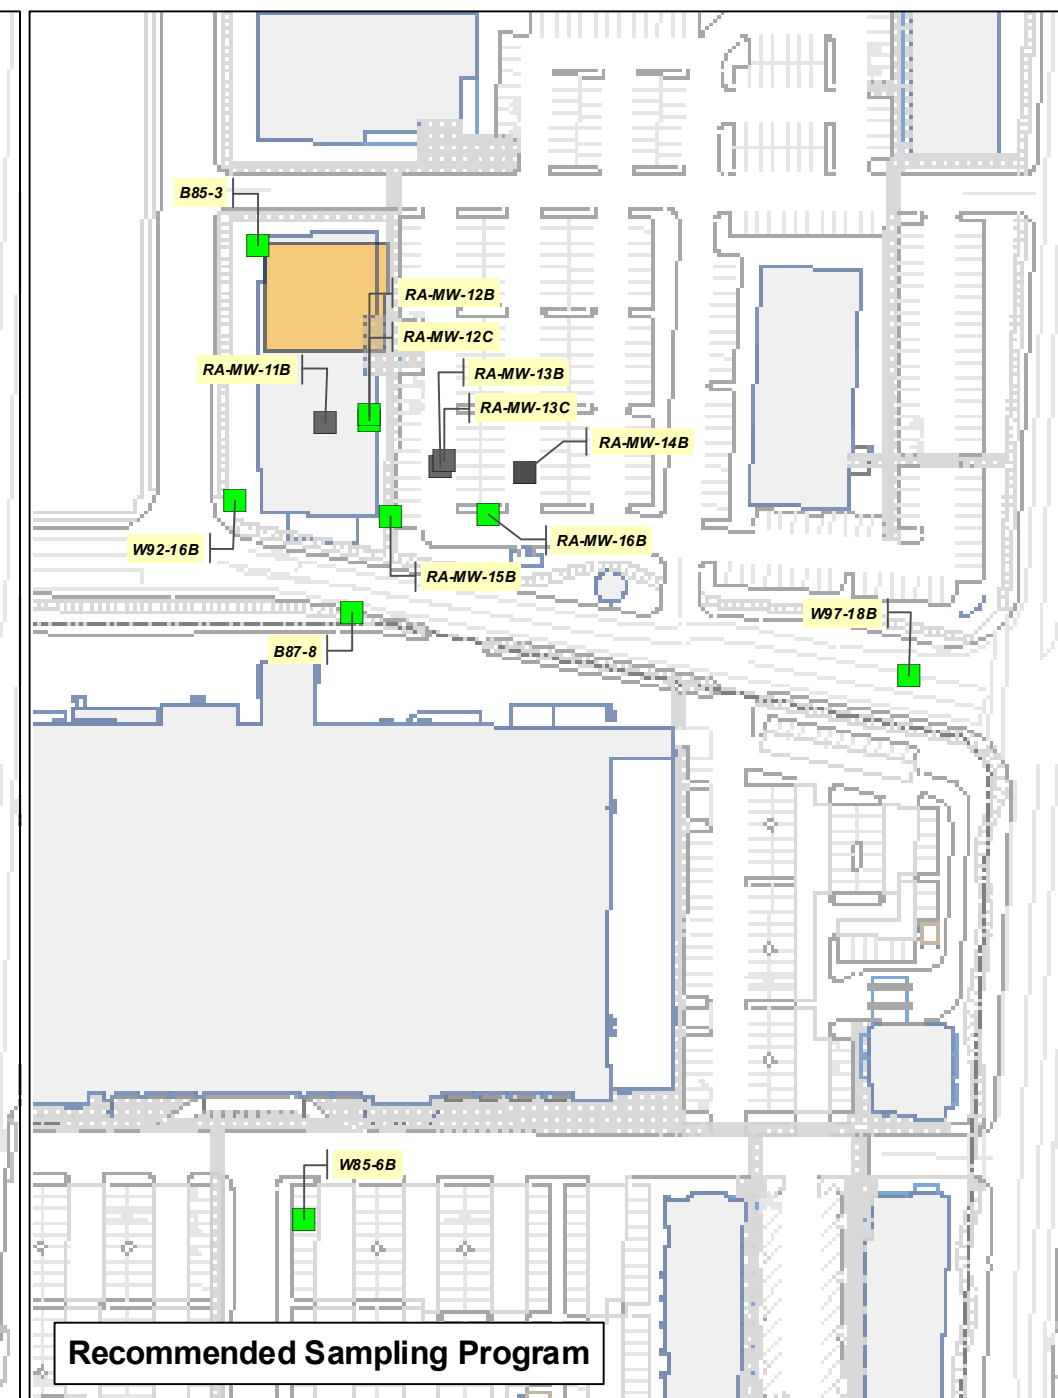 B85-3
RA-MW-12B
RA-MW-12C
RA-MW-11B
RA-MW-13B
RA-MW-13C
RA-MW-14B
W92-16B
RA-MW-16B
RA-MW-15B
W97-18B
B87-8
W85-6B
Recommended Sampling Program